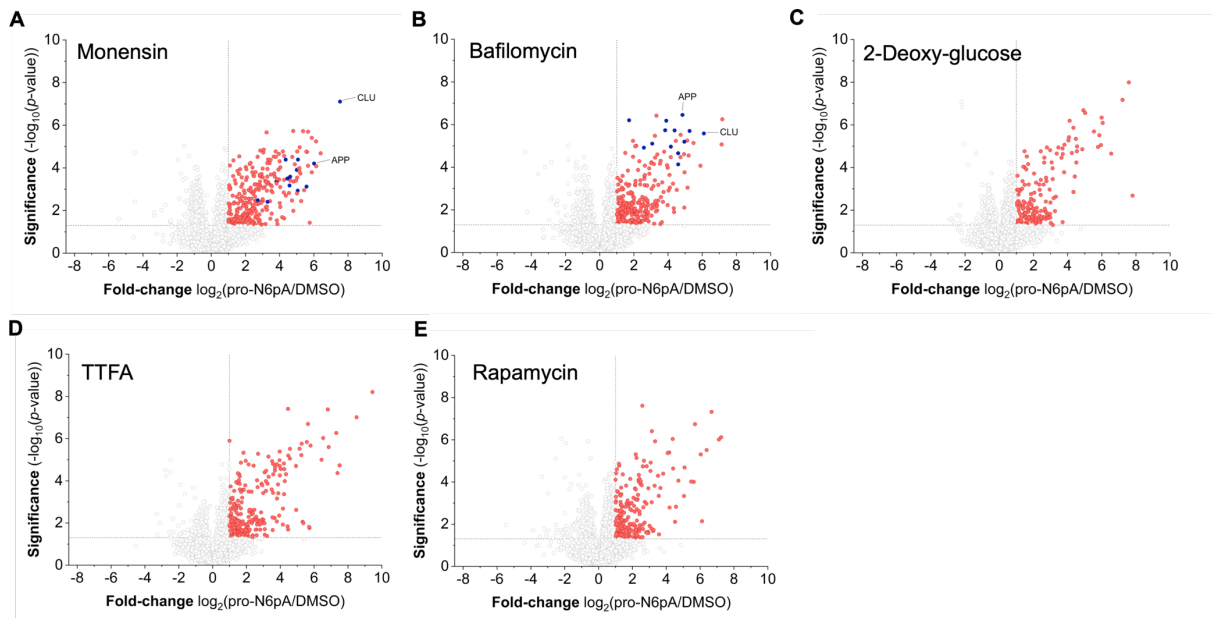 A
Monensin
Significance (-log10(p-value))
10
8
6
4
2
0
CLU
APP
-8 -6 -4 -2 0 2 4 6 8 10
Fold-change log2(pro-N6pA/DMSO)
B
Bafilomycin
Significance (-log10(p-value))
10
8
6
4
2
0
APP
CLU
-8 -6 -4 -2 0 2 4 6 8 10
Fold-change log2(pro-N6pA/DMSO)
C
2-Deoxy-glucose
Significance (-log10(p-value))
10
8
6
4
2
0
-8 -6 -4 -2 0 2 4 6 8 10
Fold-change log2(pro-N6pA/DMSO)
D
TTFA
Significance (-log10(p-value))
10
8
6
4
2
0
-8 -6 -4 -2 0 2 4 6 8 10
Fold-change log2(pro-N6pA/DMSO)
E
Rapamycin
Significance (-log10(p-value))
10
8
6
4
2
0
-8 -6 -4 -2 0 2 4 6 8 10
Fold-change log2(pro-N6pA/DMSO)